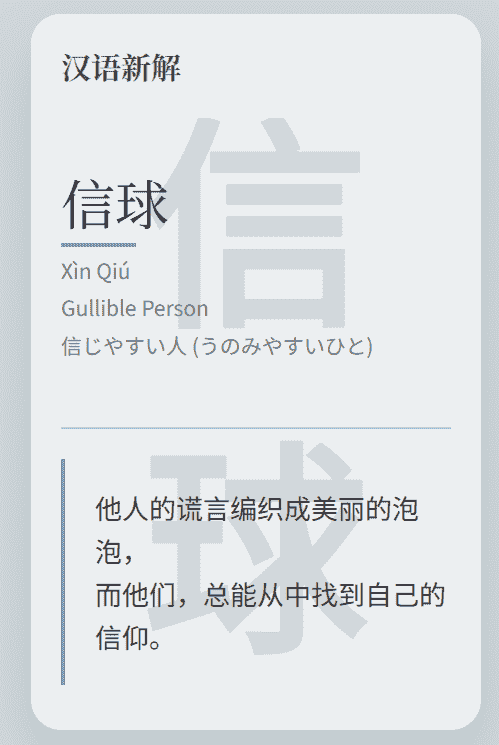 汉语新解
信球
Xìn Qiú
Gullible Person
信じやすい人 (うのみやすいひと)
他人的谎言编织成美丽的泡
泡，
而他们，总能从中找到自己的
信仰。
信
球